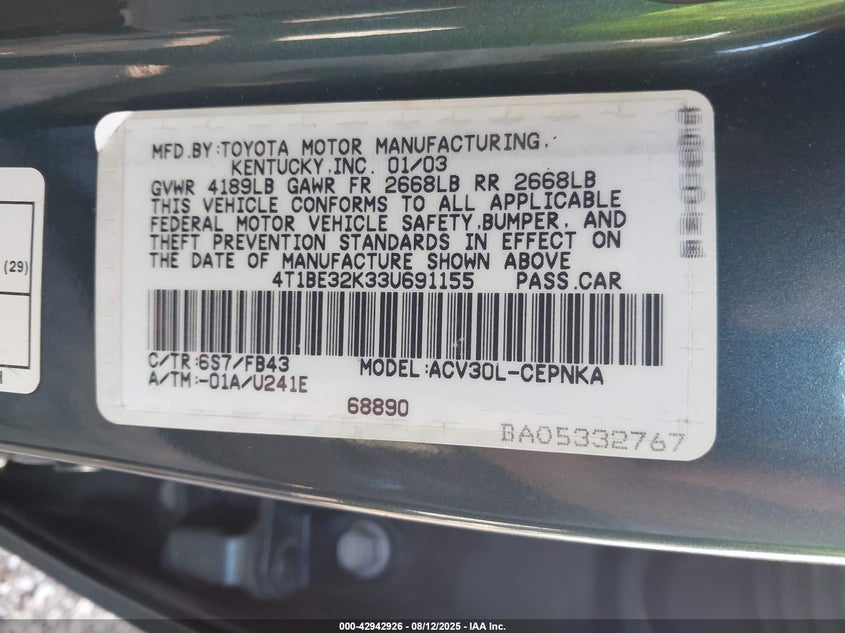 MFD.BY:TOYOTA MOTOR MANUFACTURING,
KENTUCKY,INC. 01/03
GVWR 4189LB GAWR FR 2668LB RR 2668LB
THIS VEHICLE CONFORMS TO ALL APPLICABLE
FEDERAL MOTOR VEHICLE SAFETY,BUMPER, AND
THEFT PREVENTION STANDARDS IN EFFECT ON
THE DATE OF MANUFACTURE SHOWN ABOVE
4T1BE32K33U691155 PASS.CAR
C/TR:6S7/FB43 MODEL:ACV30L-CEPNKA
A/TM:-01A/U241E
68890
BA05332767
(29)
000-42942926 - 08/12/2025 - IAA Inc.